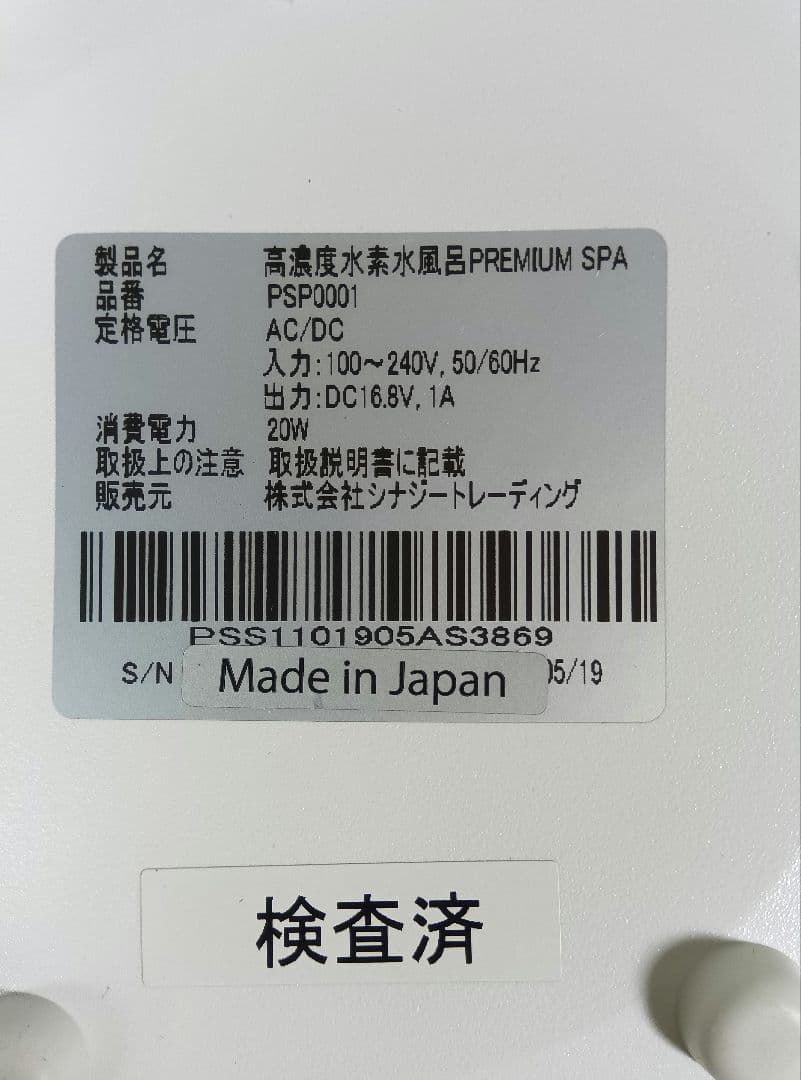 製品名 高濃度水素水風呂PREMIUM SPA
品番 PSP0001
定格電圧 AC/DC
入力:100～240V, 50/60Hz
出力:DC16.8V, 1A
消費電力 20W
取扱上の注意 取扱説明書に記載
販売元 株式会社シナジートレーディング
PSS1101905AS3869
S/N Made in Japan 05/19
検査済